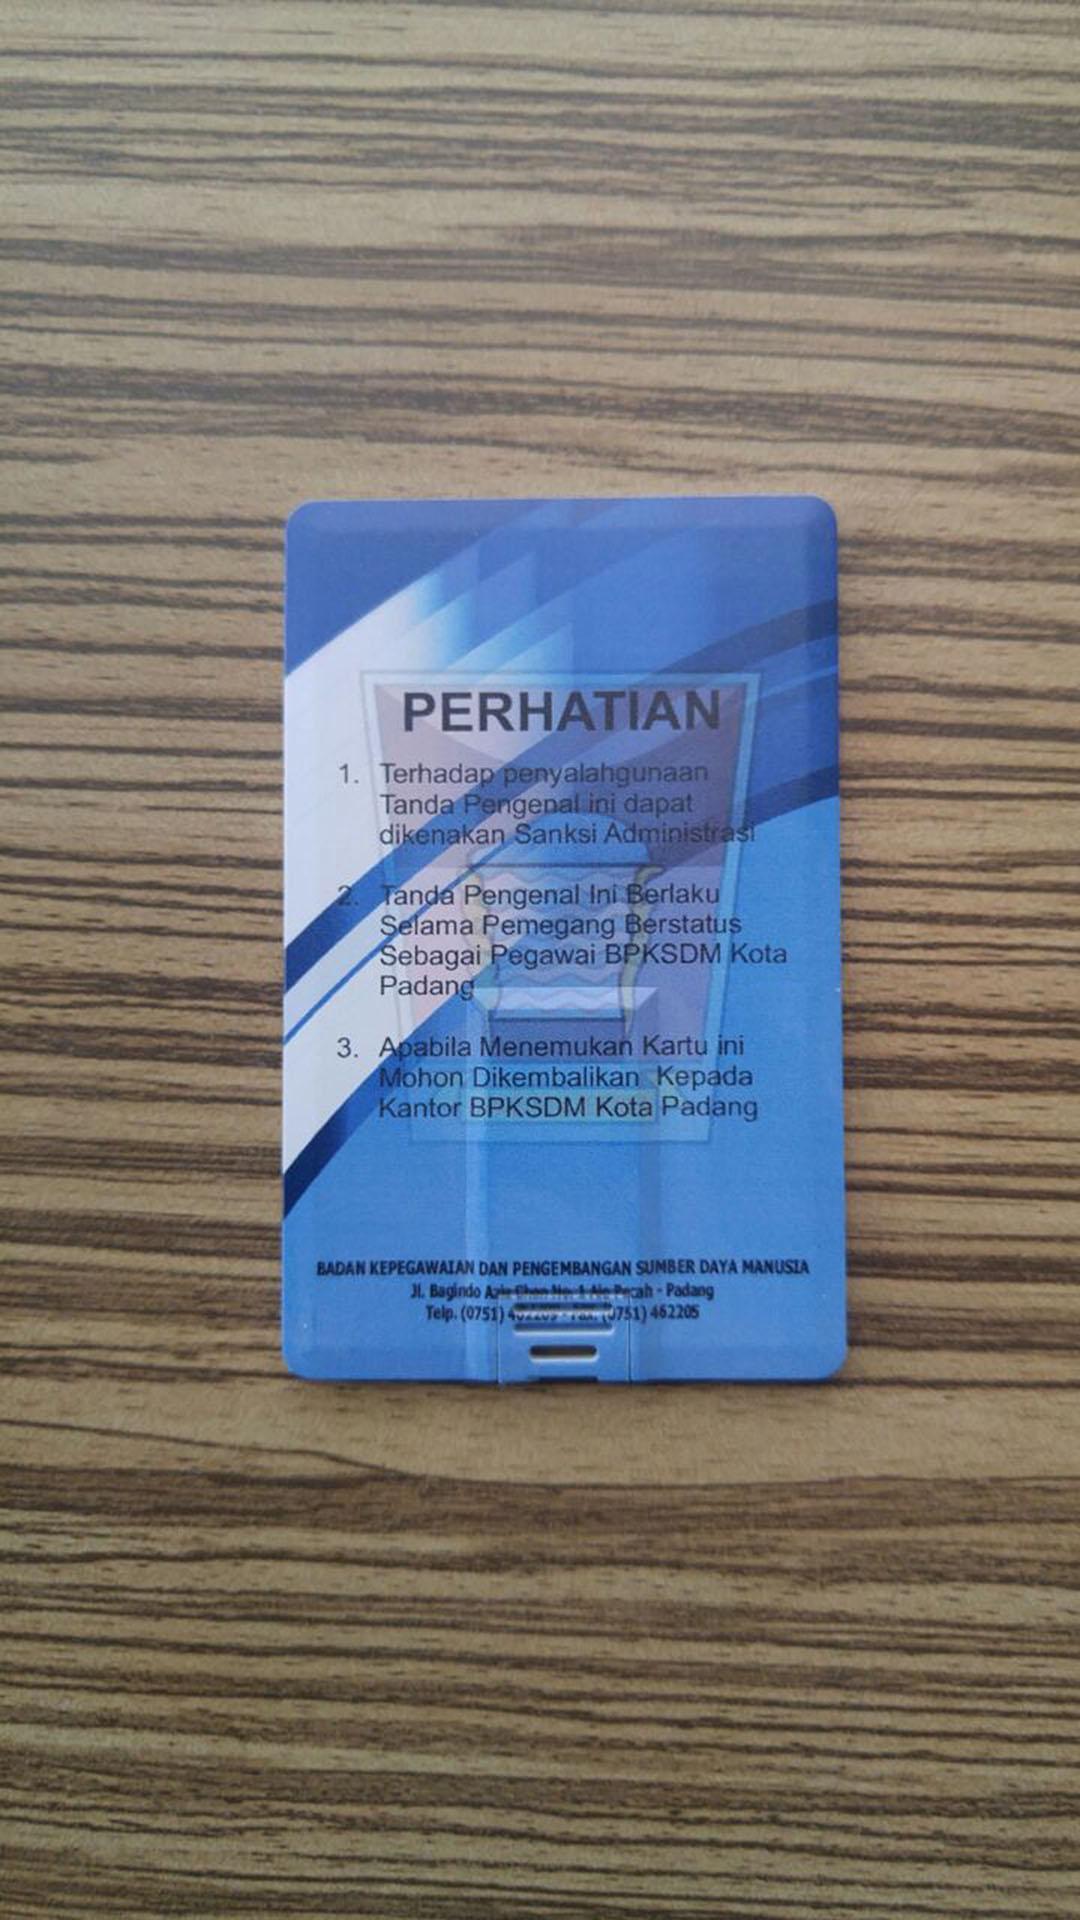 PERHATIAN
1. Terhadap penyalahgunaan
Tanda Pengenal ini dapat
dikenakan Sanksi Administrasi
2. Tanda Pengenal Ini Berlaku
Selama Pemegang Berstatus
Sebagai Pegawai BPKSDM Kota
Padang
3. Apabila Menemukan Kartu ini
Mohon Dikembalikan Kepada
Kantor BPKSDM Kota Padang
BADAN KEPEGAWAIAN DAN PENGEMBANGAN SUMBER DAYA MANUSIA
Jl. Bagindo - Padang
Telp. (0751) - Fax. (0751) 462205